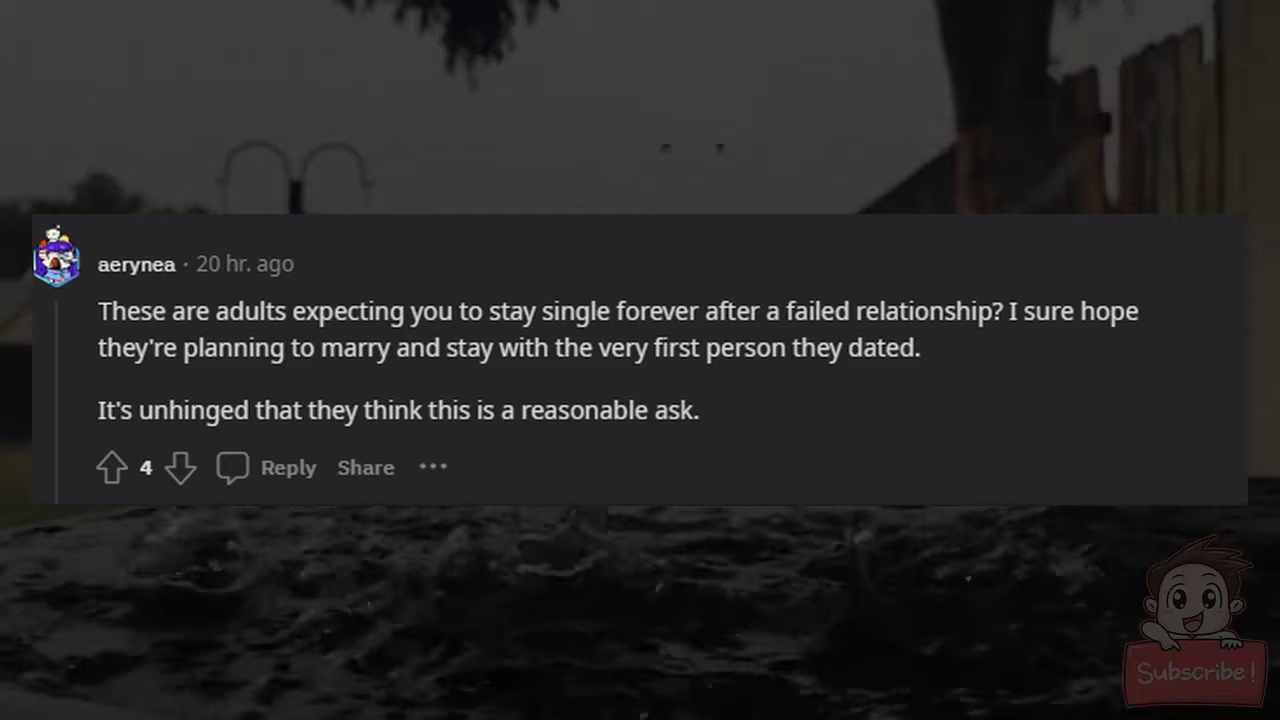 aerynea · 20 hr. ago
These are adults expecting you to stay single forever after a failed relationship? I sure hope
they're planning to marry and stay with the very first person they dated.
It's unhinged that they think this is a reasonable ask.
4 Reply Share ···
Subscribe!